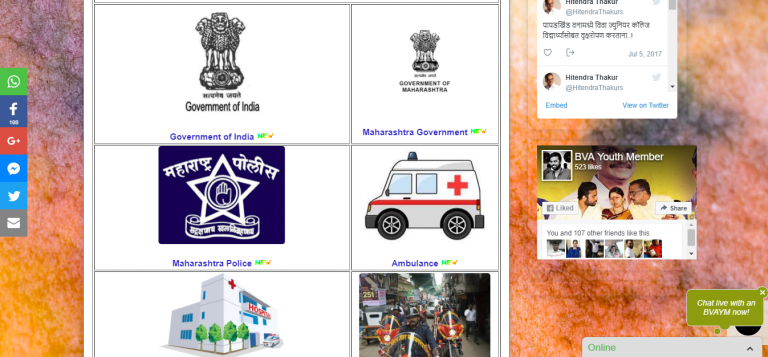 सत्यमेव जयते
Government of India
Government of India NEW
GOVERNMENT OF
MAHARASHTRA
Maharashtra Government NEW
महाराष्ट्र पोलीस
सद्रक्षणाय खलनिग्रहणाय
Maharashtra Police NEW
Ambulance NEW
HOSPITAL
251
198
Hitendra Thakur
@HitendraThakurs
पापडखिंड वनामध्ये विवा ज्युनियर कॉलेज
विद्यार्थ्यांसोबत वृक्षरोपण करताना..!
Jul 5, 2017
Hitendra Thakur
@HitendraThakurs
Embed
View on Twitter
BVA Youth Member
523 likes
Liked
Share
You and 107 other friends like this
Chat live with an
BVAYM now!
Online